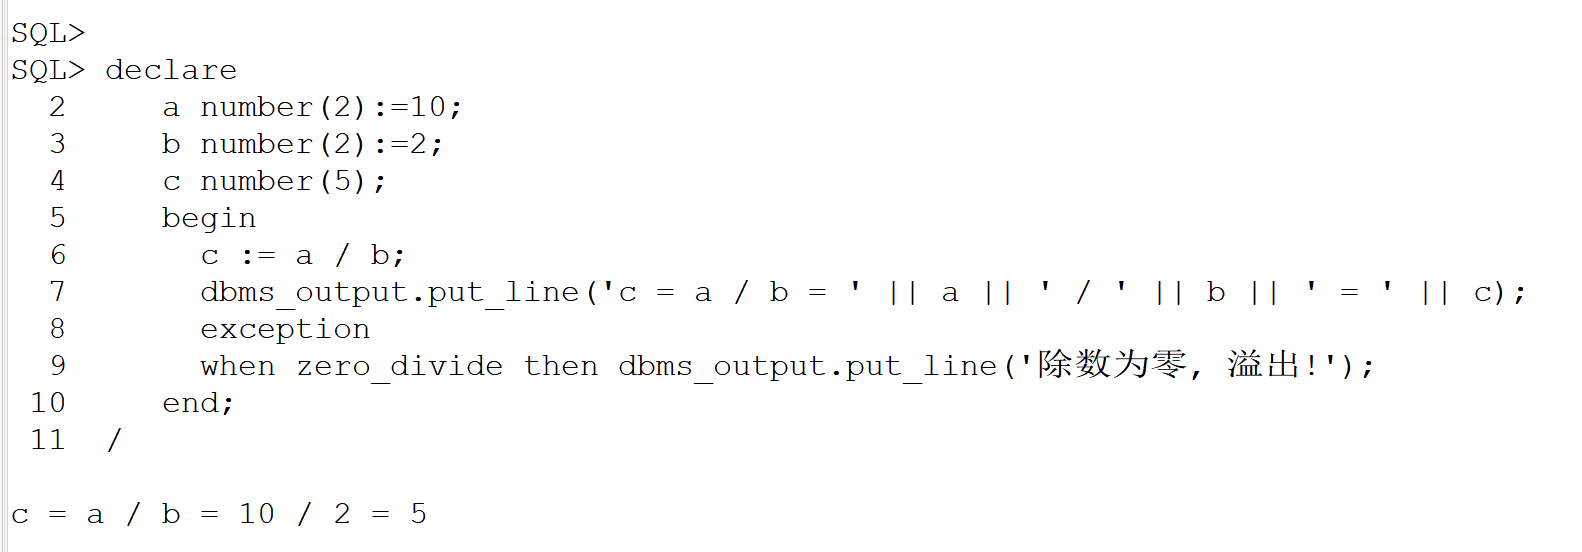 SQL>
SQL> declare
  2     a number(2):=10;
  3     b number(2):=2;
  4     c number(5);
  5     begin
  6       c := a / b;
  7       dbms_output.put_line('c = a / b = ' || a || ' / ' || b || ' = ' || c);
  8       exception
  9       when zero_divide then dbms_output.put_line('除数为零, 溢出!');
 10     end;
 11  /
c = a / b = 10 / 2 = 5